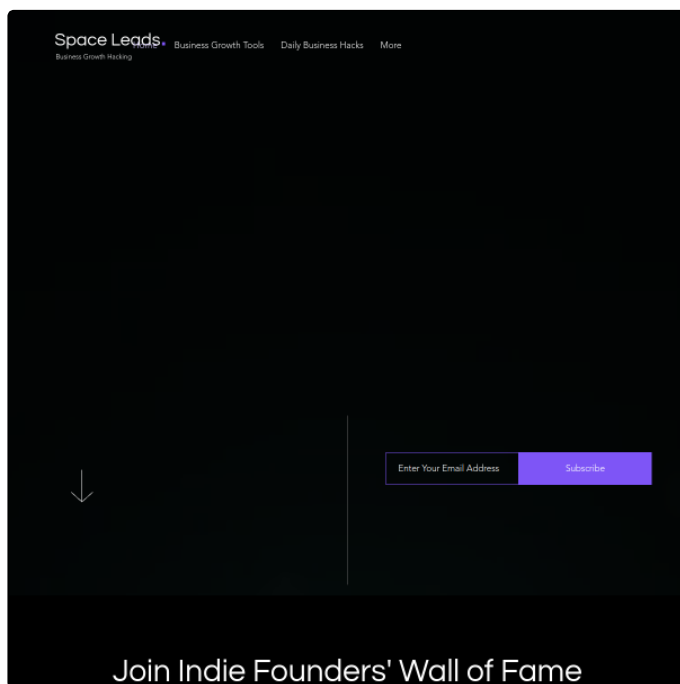 Space Leads
Home
Business Growth Tools
Daily Business Hacks
More
Business Growth Hacking
Enter Your Email Address
Subscribe
Join Indie Founders' Wall of Fame